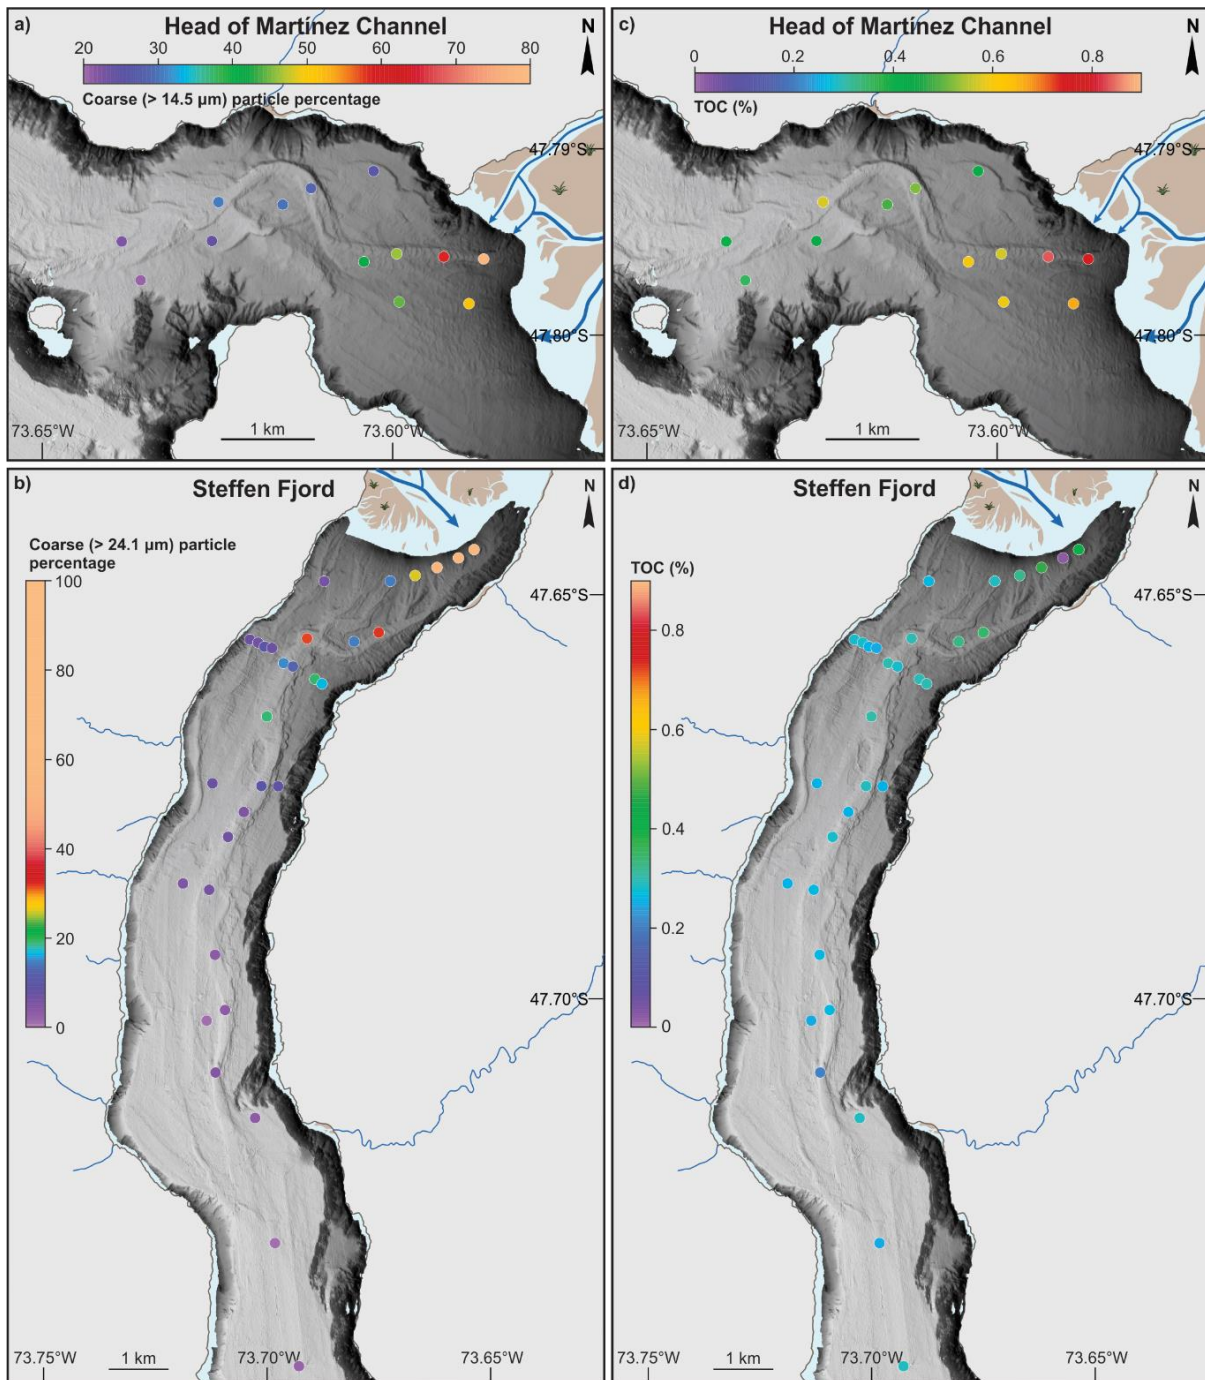 a)
Head of Martínez Channel
N
20 30 40 50 60 70 80
Coarse (> 14.5 µm) particle percentage
47.79°S
47.80°S
73.65°W
1 km
73.60°W
c)
Head of Martínez Channel
N
0 0.2 0.4 0.6 0.8
TOC (%)
47.79°S
47.80°S
73.65°W
1 km
73.60°W
b)
Steffen Fjord
N
Coarse (> 24.1 µm) particle
percentage
100
80
60
40
20
0
47.65°S
47.70°S
73.75°W
1 km
73.70°W
73.65°W
d)
Steffen Fjord
N
TOC (%)
0.8
0.6
0.4
0.2
0
47.65°S
47.70°S
73.75°W
1 km
73.70°W
73.65°W